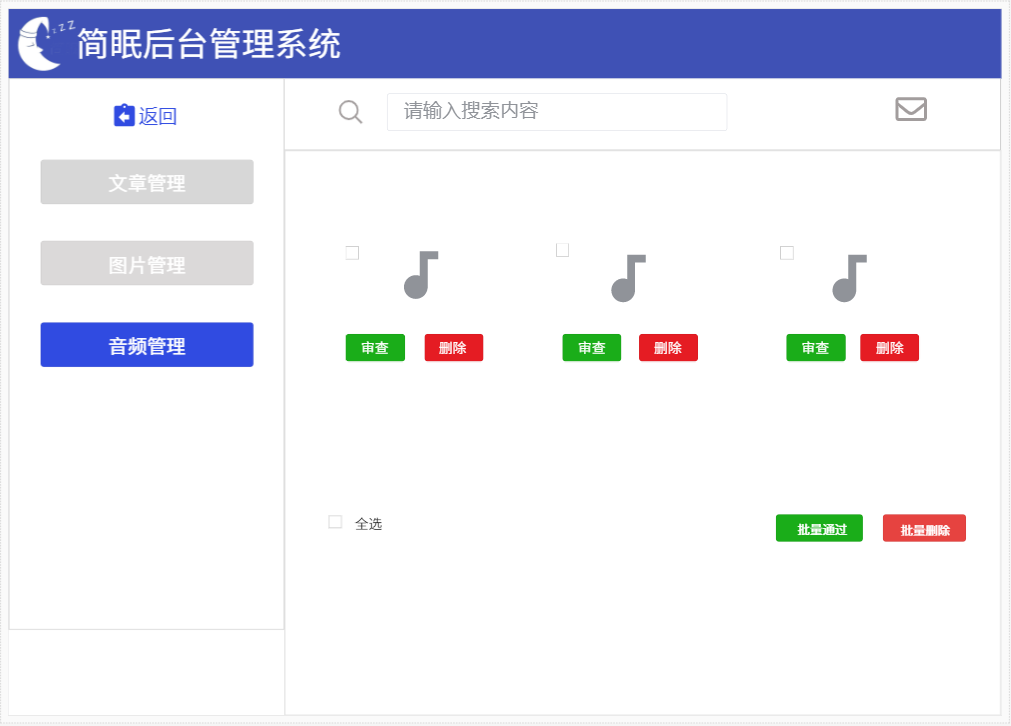 简眠后台管理系统
返回
请输入搜索内容
文章管理
图片管理
音频管理
审查 删除 审查 删除 审查 删除
全选 批量通过 批量删除